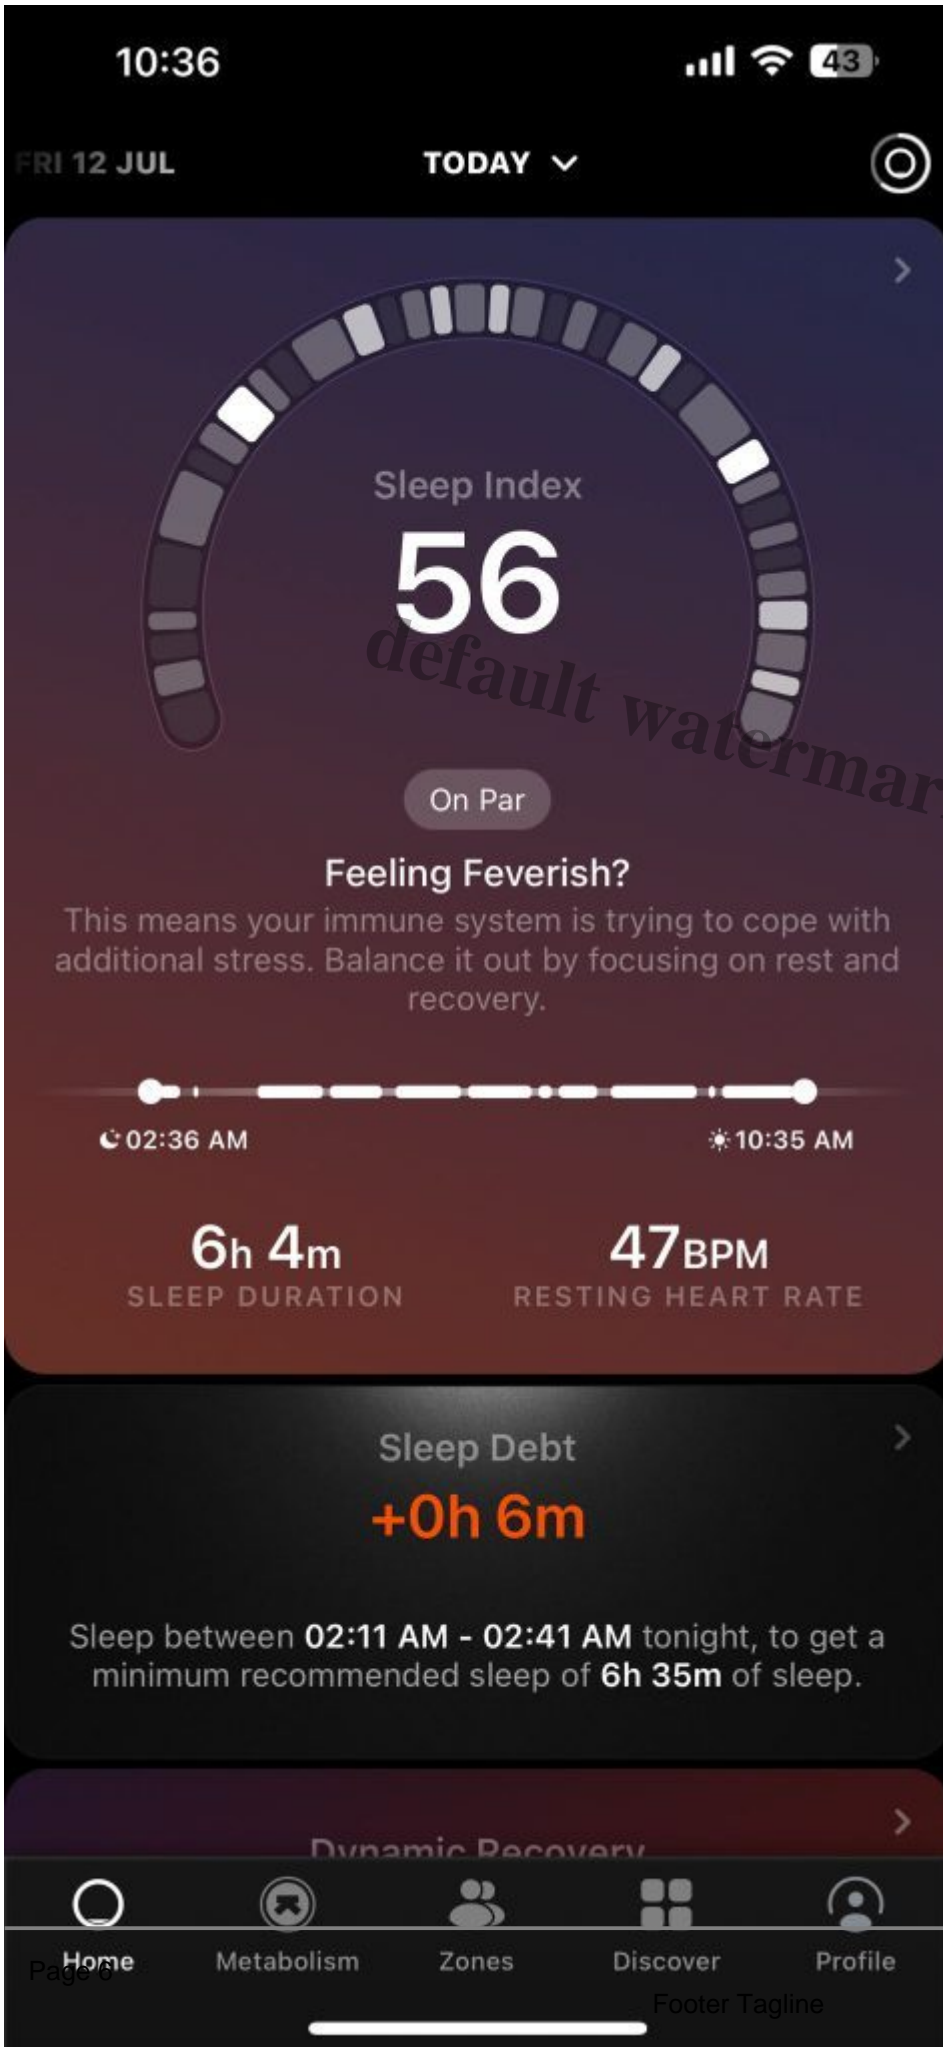 10:36
43
FRI 12 JUL
TODAY
Sleep Index
56
default watermar
On Par
Feeling Feverish?
This means your immune system is trying to cope with
additional stress. Balance it out by focusing on rest and
recovery.
02:36 AM
10:35 AM
6h 4m
47BPM
SLEEP DURATION
RESTING HEART RATE
Sleep Debt
+0h 6m
Sleep between 02:11 AM - 02:41 AM tonight, to get a
minimum recommended sleep of 6h 35m of sleep.
Dynamic Recovery
Home
Metabolism
Zones
Discover
Profile
Page 6
Footer Tagline